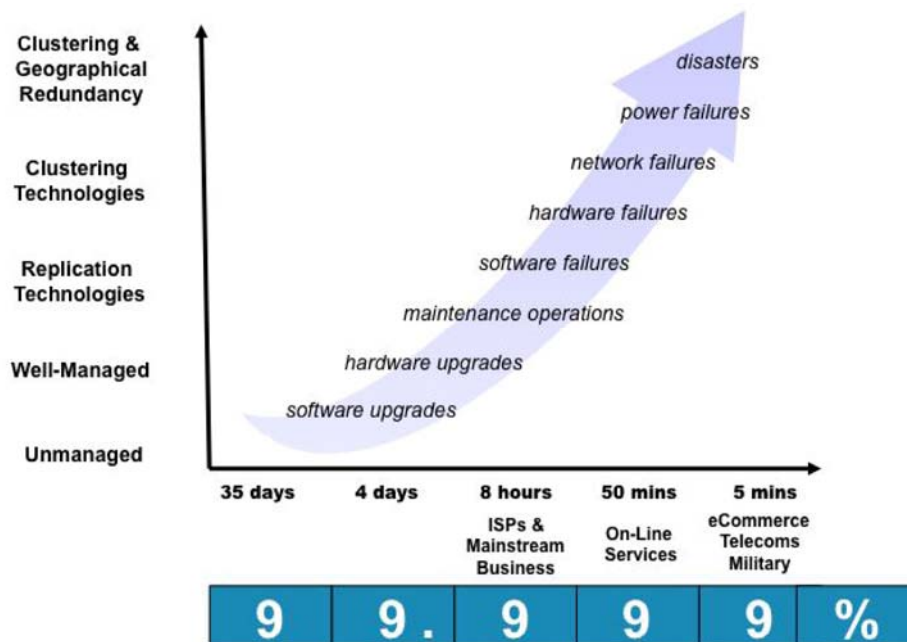 Clustering &
Geographical
Redundancy
Clustering
Technologies
Replication
Technologies
Well-Managed
Unmanaged
disasters
power failures
network failures
hardware failures
software failures
maintenance operations
hardware upgrades
software upgrades
35 days
4 days
8 hours
50 mins
5 mins
ISPs &
Mainstream
Business
On-Line
Services
eCommerce
Telecoms
Military
9 9. 9 9 9 %